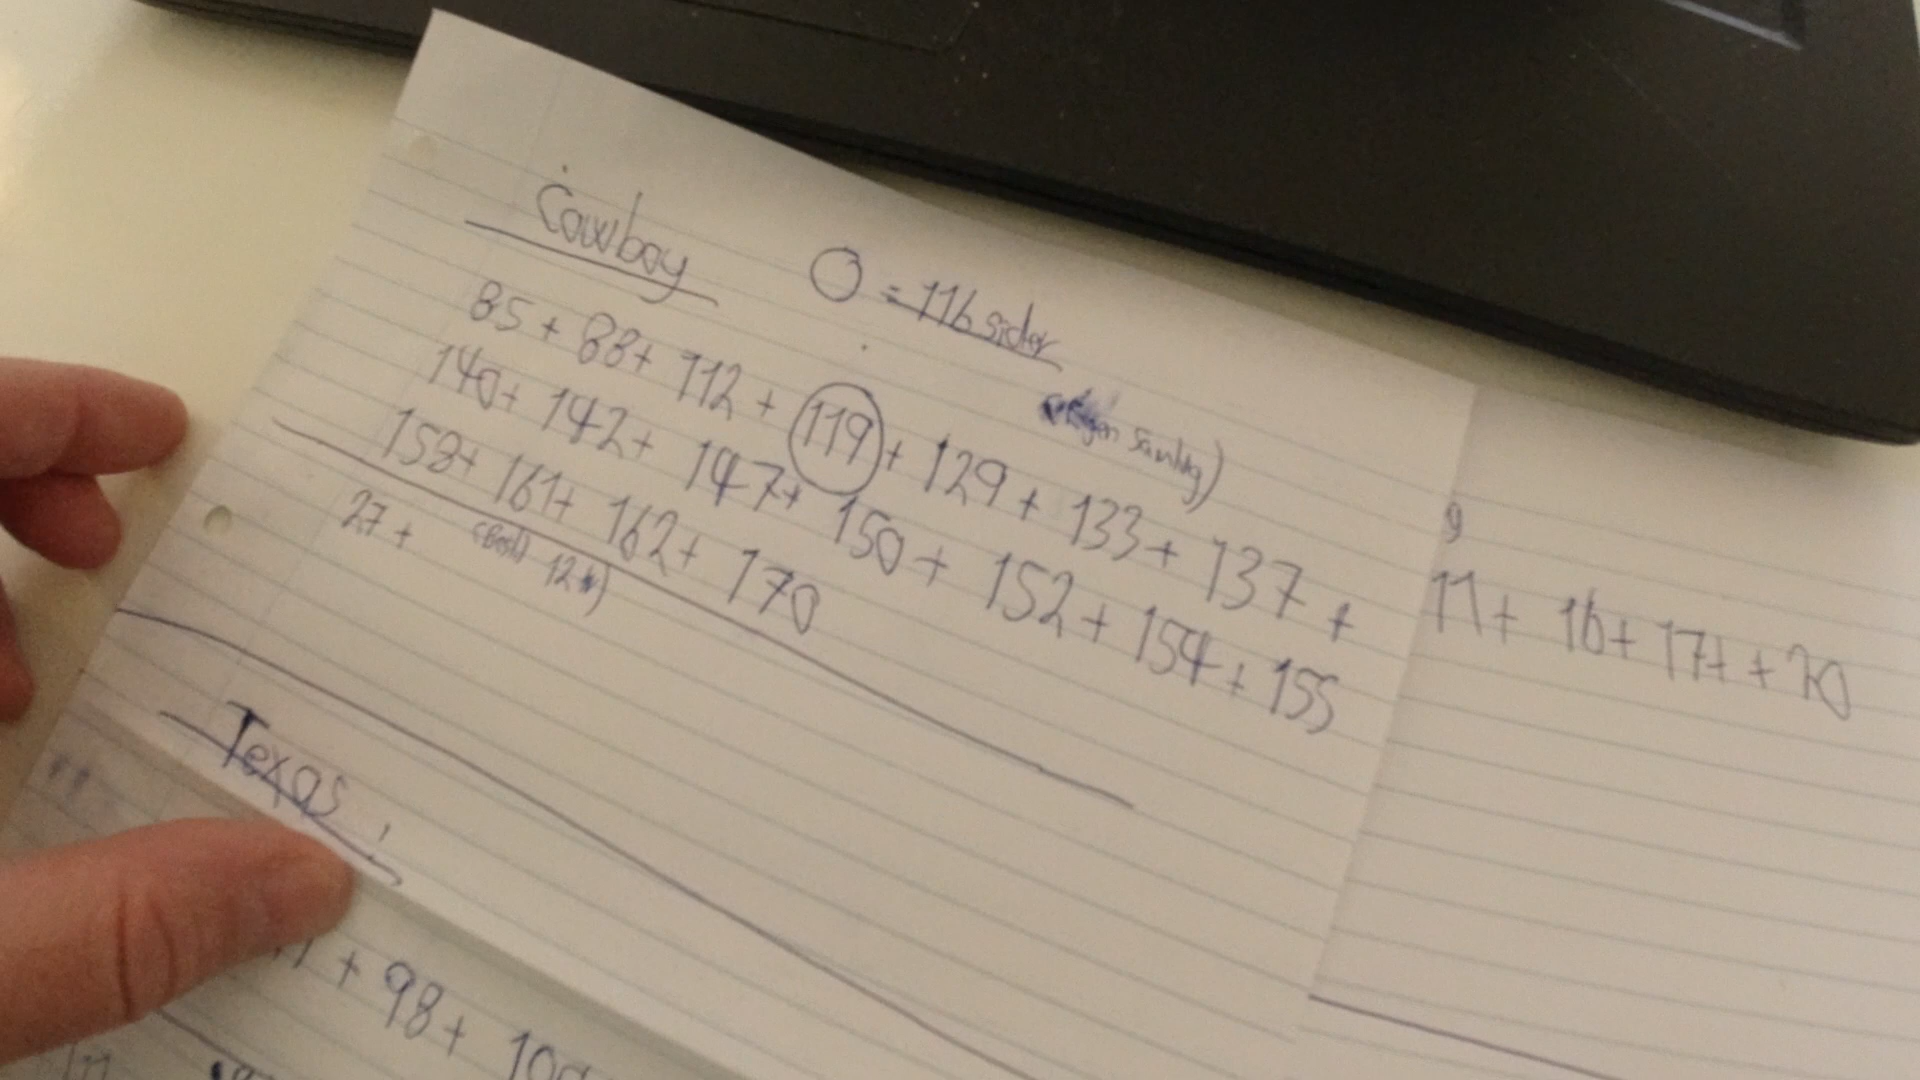 Cowboy
O = 116 sidor
85 + 88 + 112 + 119 + 129 + 133 + 137 +
140 + 142 + 147 + 150 + 152 + 154 + 155
158 + 161 + 162 + 170
27 +
Texas
+ 98 +
9
11 + 16 + 17 + + 20